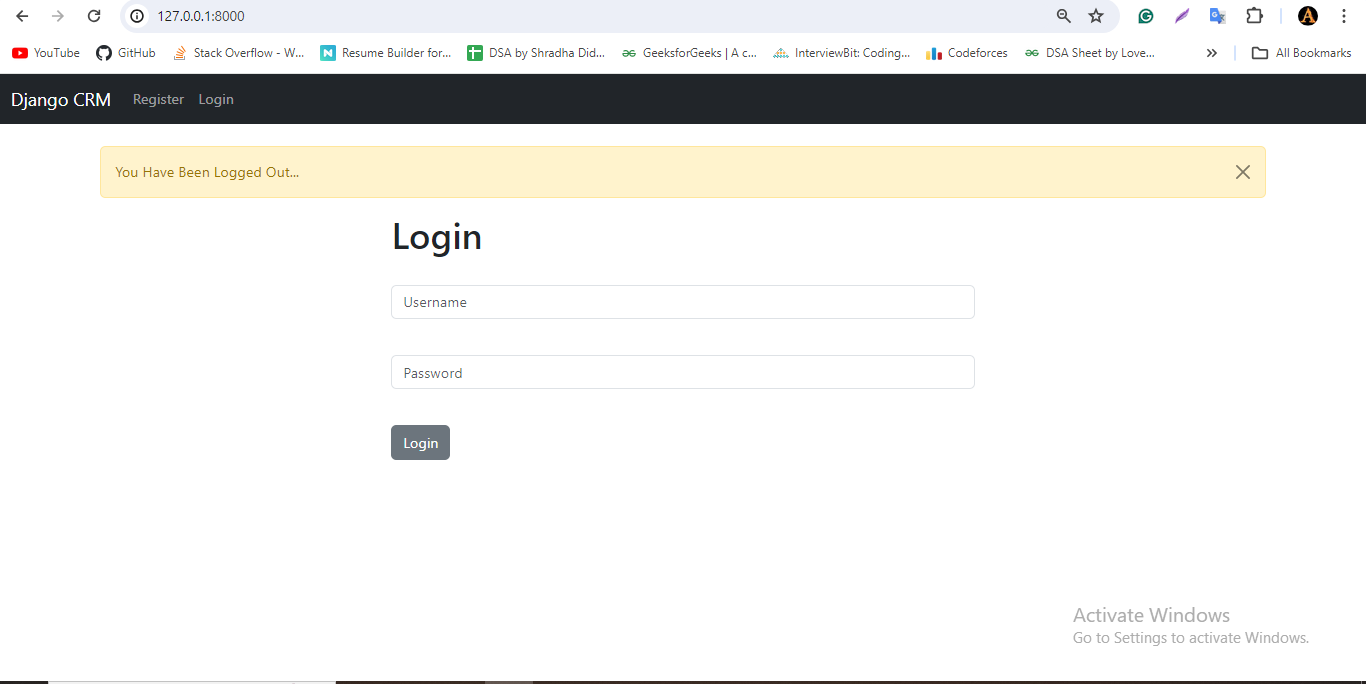 127.0.0.1:8000
YouTube GitHub Stack Overflow - W... Resume Builder for... DSA by Shradha Did... GeeksforGeeks | A c... InterviewBit: Coding... Codeforces DSA Sheet by Love... » All Bookmarks
Django CRM Register Login
You Have Been Logged Out...
Login
Username
Password
Login
Activate Windows
Go to Settings to activate Windows.